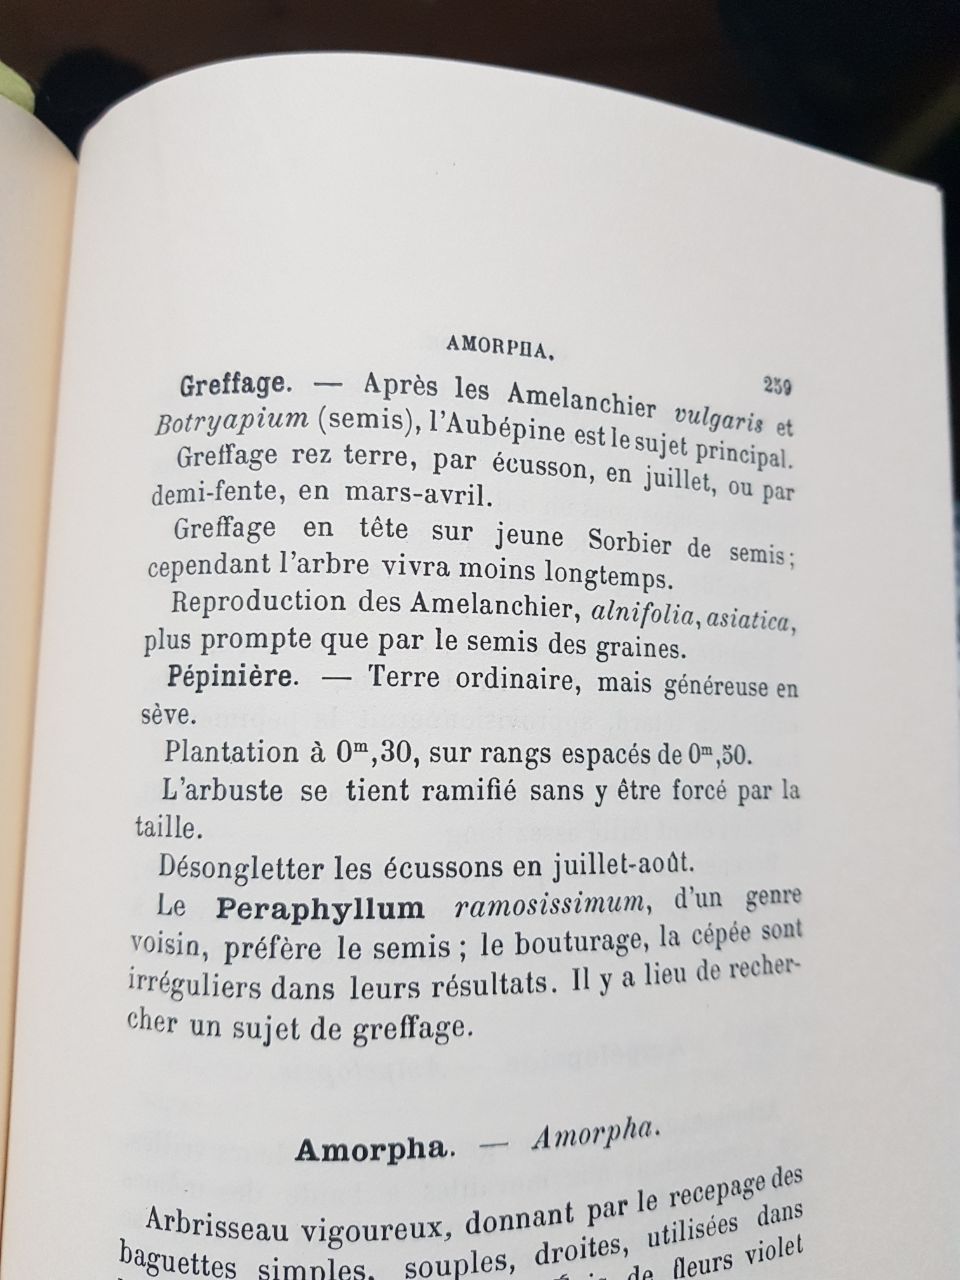 AMORPHA.
239
Greffage. — Après les Amelanchier vulgaris et
Botryapium (semis), l'Aubépine est le sujet principal.
Greffage rez terre, par écusson, en juillet, ou par
demi-fente, en mars-avril.
Greffage en tête sur jeune Sorbier de semis;
cependant l'arbre vivra moins longtemps.
Reproduction des Amelanchier, alnifolia, asiatica,
plus prompte que par le semis des graines.
Pépinière. — Terre ordinaire, mais généreuse en
sève.
Plantation à 0ᵐ,30, sur rangs espacés de 0ᵐ,50.
L'arbuste se tient ramifié sans y être forcé par la
taille.
Désongletter les écussons en juillet-août.
Le Peraphyllum ramosissimum, d'un genre
voisin, préfère le semis ; le bouturage, la cépée sont
irréguliers dans leurs résultats. Il y a lieu de recher-
cher un sujet de greffage.
Amorpha. — Amorpha.
Arbrisseau vigoureux, donnant par le recepage des
baguettes simples, souples, droites, utilisées dans
de fleurs violet